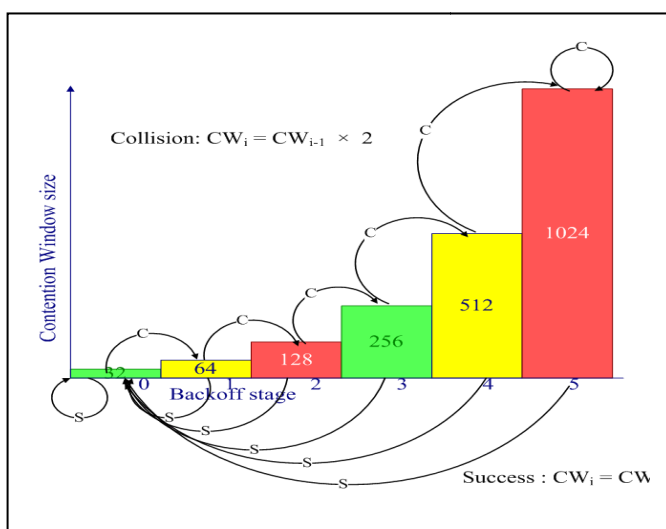 C
Collision: CWᵢ = CWᵢ₋₁ × 2
C
Contention Window size
1024
C
512
C
256
C
C
128
64
32
0 1 2 3 4 5
Backoff stage
S S S S S S
Success : CWᵢ = CW